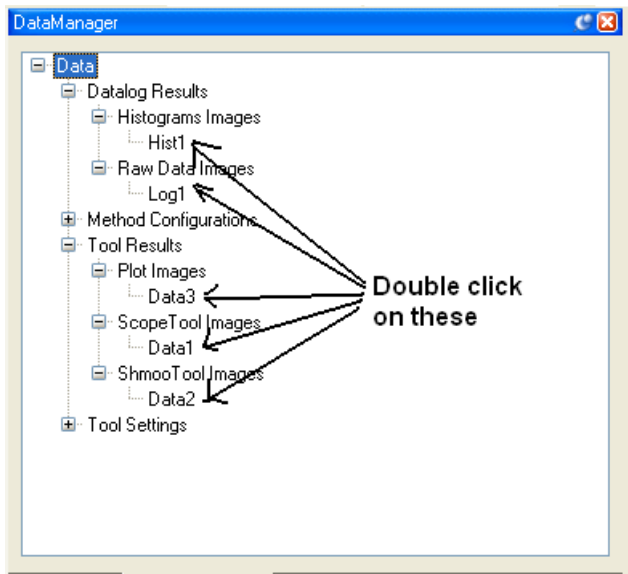 DataManager
Data
Datalog Results
Histograms Images
Hist1
Raw Data Images
Log1
Method Configurations
Tool Results
Plot Images
Data3
Double click
on these
ScopeTool Images
Data1
ShmooTool Images
Data2
Tool Settings